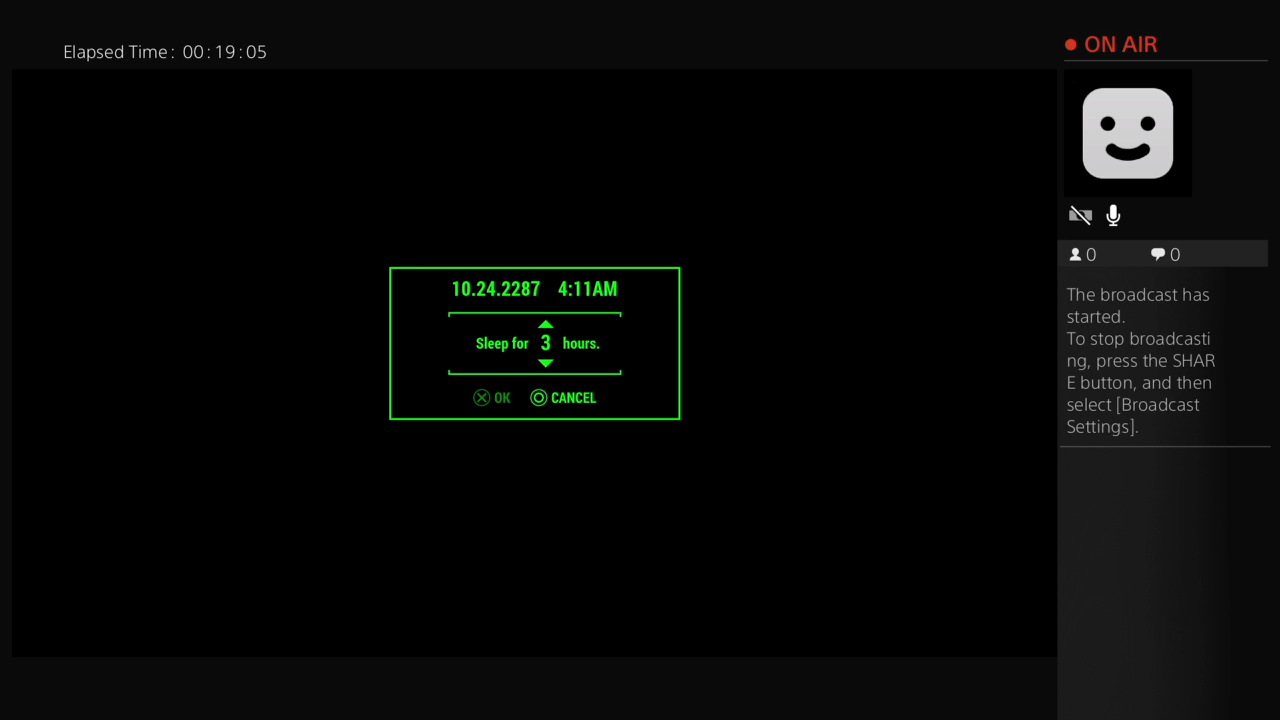 Elapsed Time: 00:19:05
ON AIR
10.24.2287 4:11AM
Sleep for 3 hours.
OK CANCEL
0 0
The broadcast has
started.
To stop broadcasti
ng, press the SHAR
E button, and then
select [Broadcast
Settings].